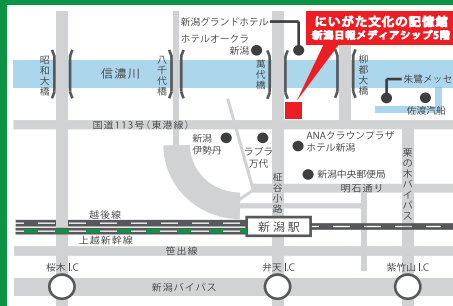 にいがた文化の記憶館
新潟日報メディアシップ5階
新潟グランドホテル
ホテルオークラ
新潟
昭和大橋
信濃川
八千代橋
萬代橋
柳都大橋
朱鷺メッセ
佐渡汽船
国道113号(東港線)
新潟
伊勢丹
ラブラ
万代
ANAクラウンプラザ
ホテル新潟
新潟中央郵便局
明石通り
柾谷小路
栗の木バイパス
越後線
新潟駅
上越新幹線
笹出線
桜木I.C
弁天I.C
紫竹山I.C
新潟バイパス